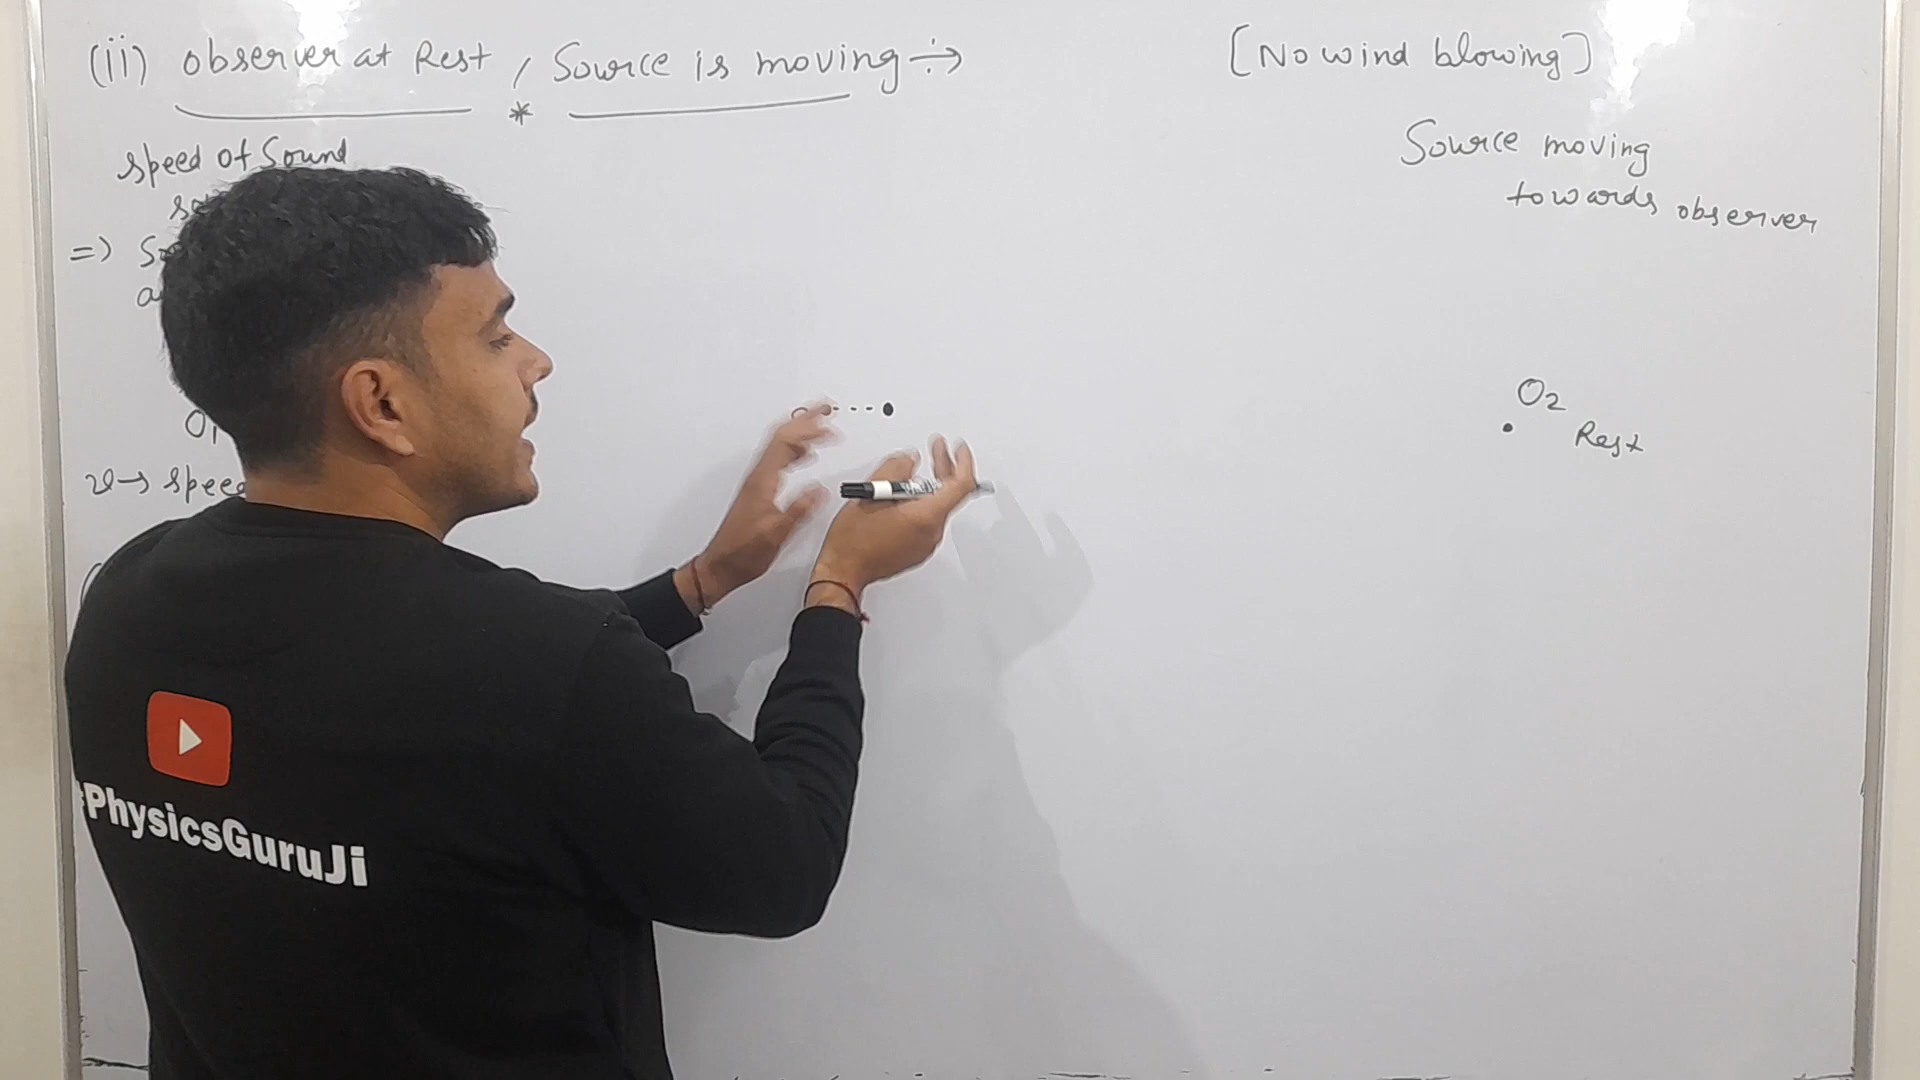 (ii) observer at Rest , Source is moving ÷→
[No wind blowing]
*
speed of Sound
Source moving
towards observer
=)
O₂
Rest
O₁
v→ speed
#PhysicsGuruJi